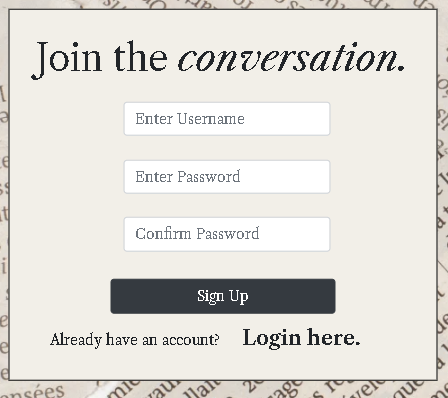 Join the conversation.
Enter Username
Enter Password
Confirm Password
Sign Up
Already have an account? Login here.